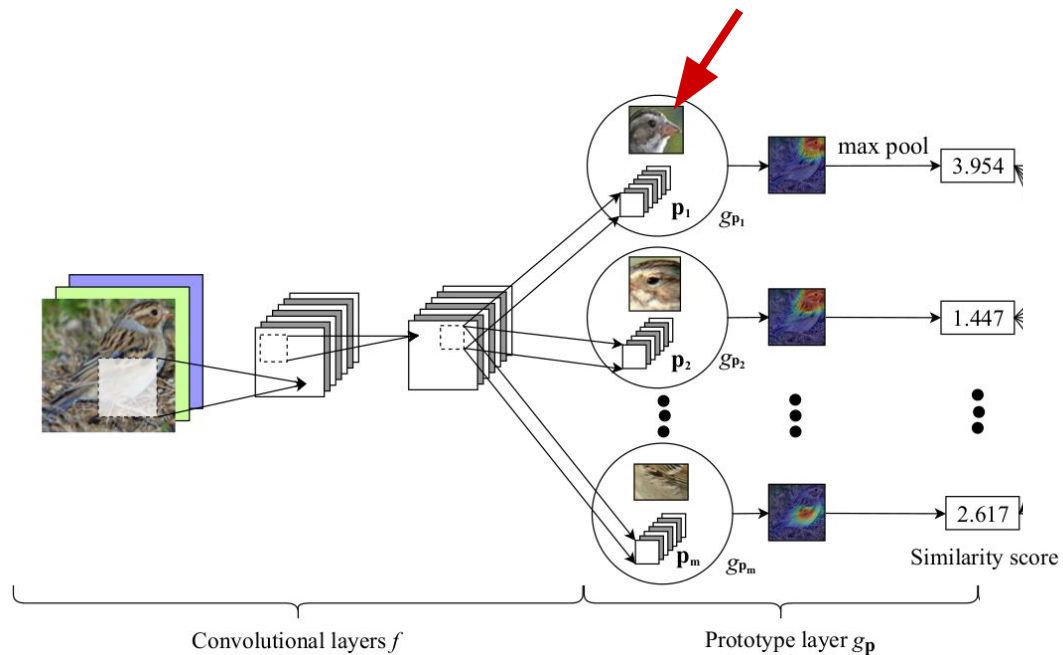 max pool
3.954
p₁
gp₁
1.447
p₂
gp₂
2.617
pₘ
gpₘ
Similarity score
Convolutional layers f
Prototype layer gp